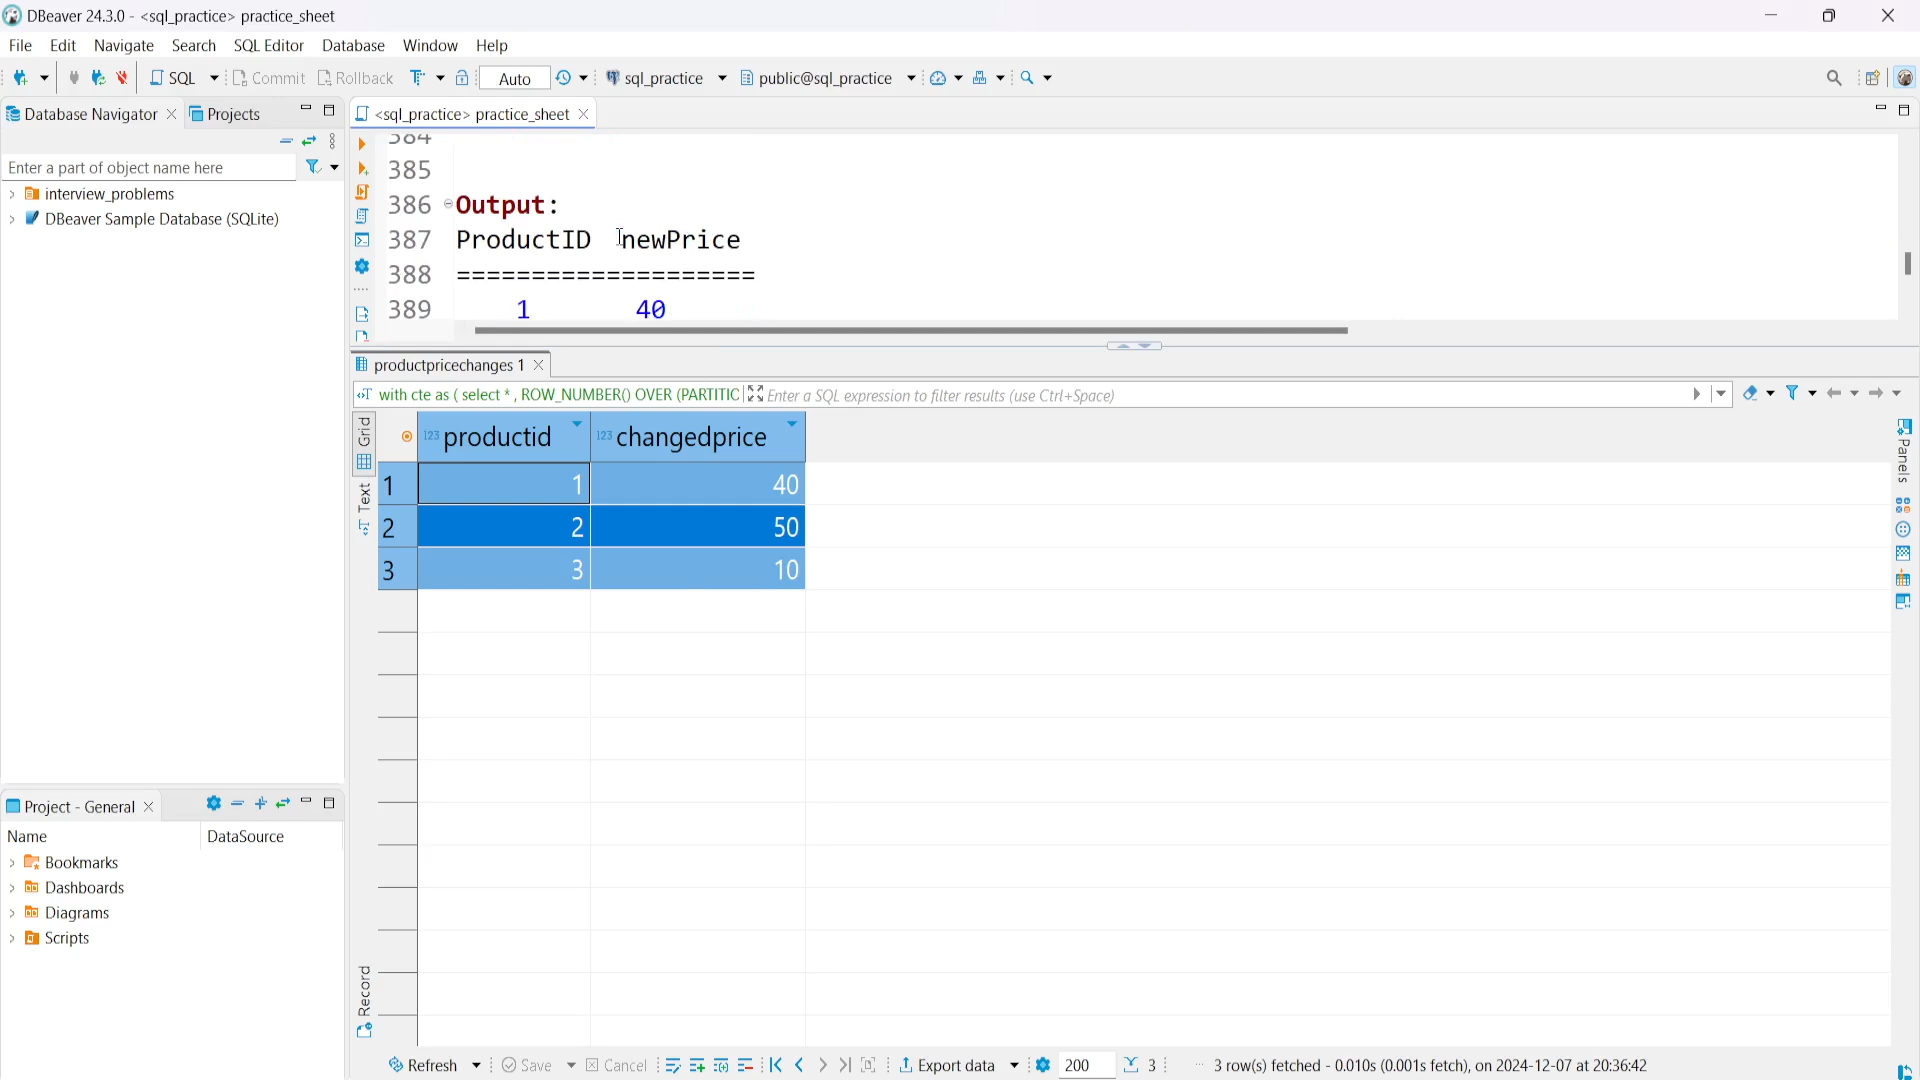 DBeaver 24.3.0 - <sql_practice> practice_sheet
File Edit Navigate Search SQL Editor Database Window Help
SQL Commit Rollback Auto sql_practice public@sql_practice
Database Navigator Projects
<sql_practice> practice_sheet
Enter a part of object name here
interview_problems
DBeaver Sample Database (SQLite)
384
385
386 Output:
387 ProductID newPrice
388 ====================
389 1 40
productpricechanges 1
with cte as ( select * , ROW_NUMBER() OVER (PARTITIC Enter a SQL expression to filter results (use Ctrl+Space)
Grid
Text
Record
Panels
123 productid 123 changedprice
1 1 40
2 2 50
3 3 10
Project - General
Name DataSource
Bookmarks
Dashboards
Diagrams
Scripts
Refresh Save Cancel Export data 200 3 3 row(s) fetched - 0.010s (0.001s fetch), on 2024-12-07 at 20:36:42